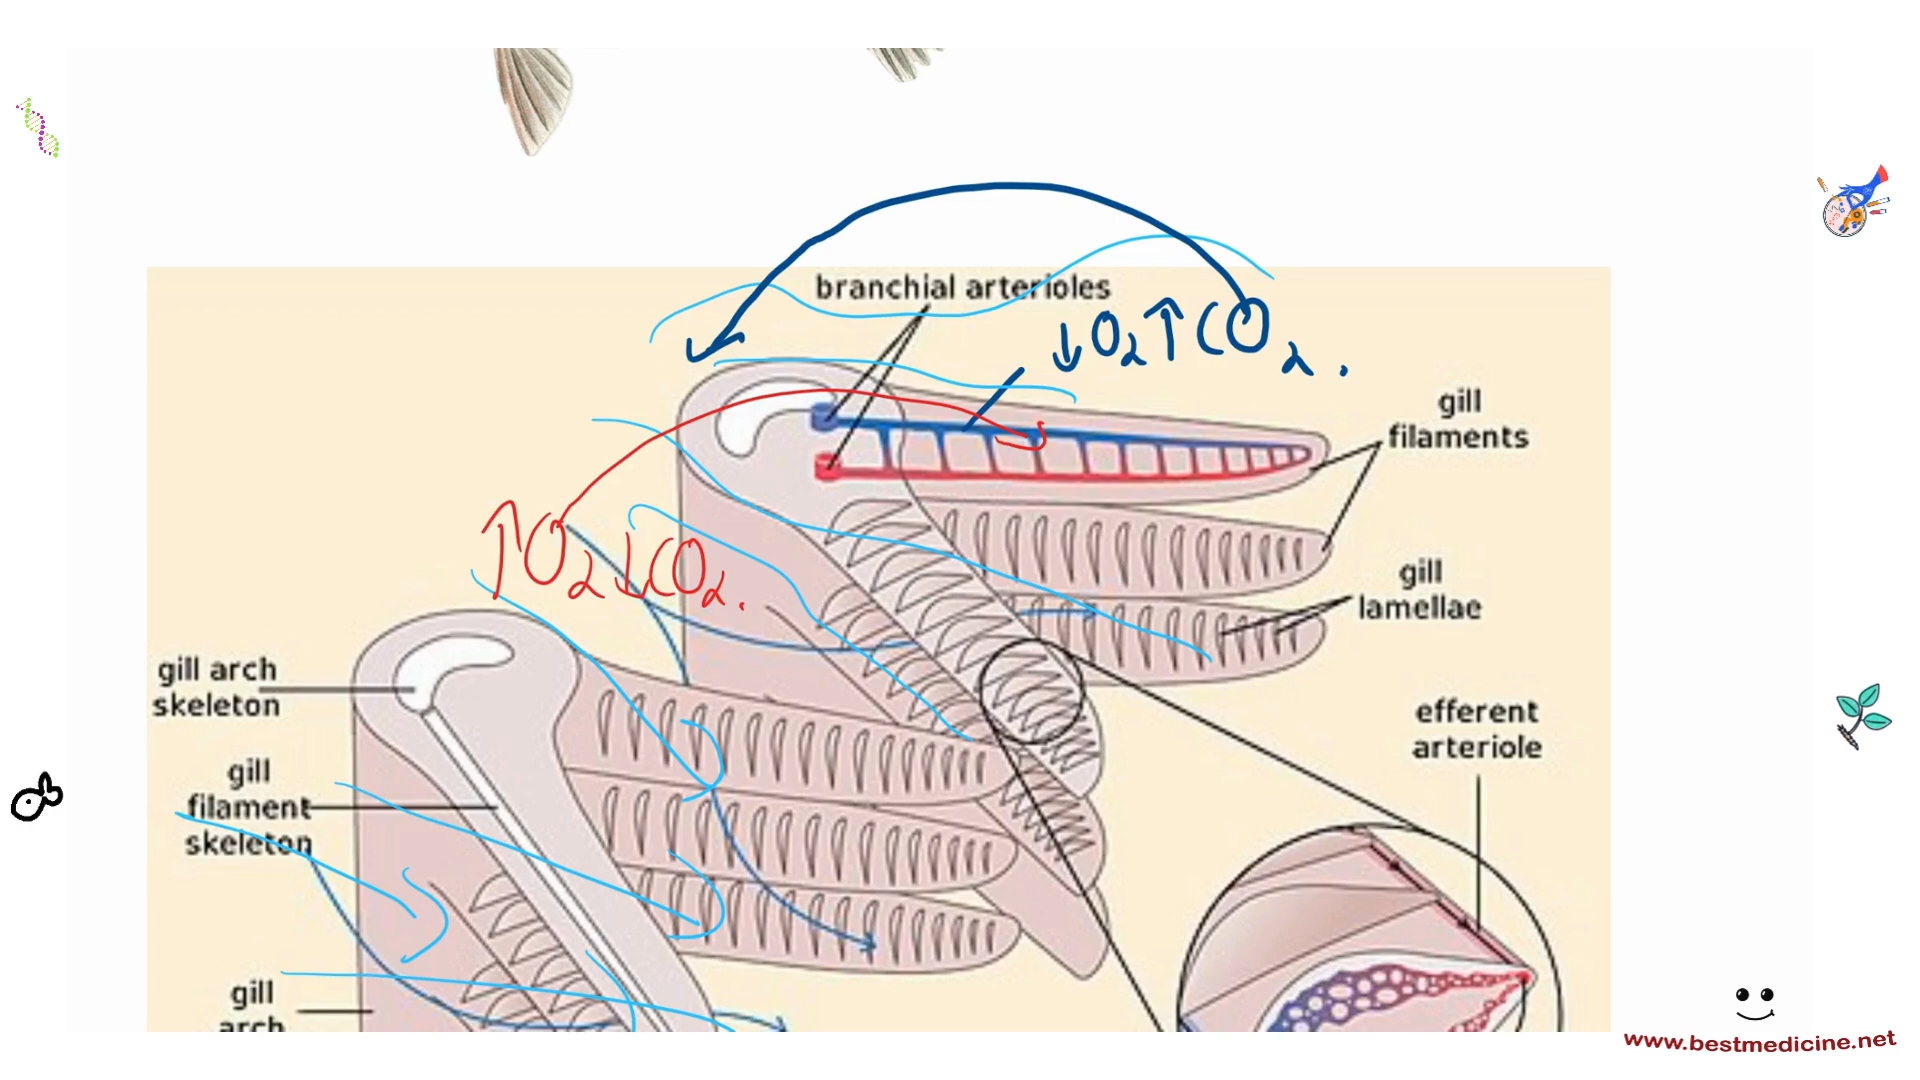 branchial arterioles
↓O₂↑CO₂.
gill
filaments
↑O₂↓CO₂.
gill
lamellae
gill arch
skeleton
gill
filament
skeleton
efferent
arteriole
gill
arch
www.bestmedicine.net